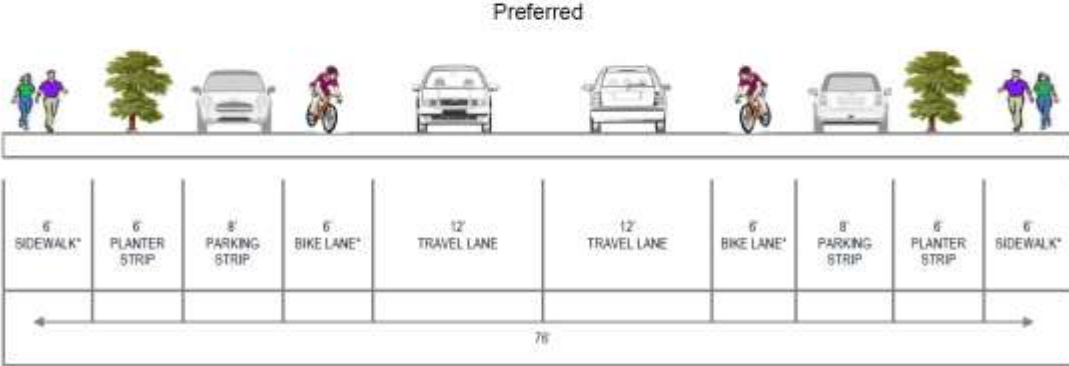 Preferred
6'
SIDEWALK*
6'
PLANTER
STRIP
8'
PARKING
STRIP
6'
BIKE LANE*
12'
TRAVEL LANE
12'
TRAVEL LANE
6'
BIKE LANE*
8'
PARKING
STRIP
6'
PLANTER
STRIP
6'
SIDEWALK*
76'